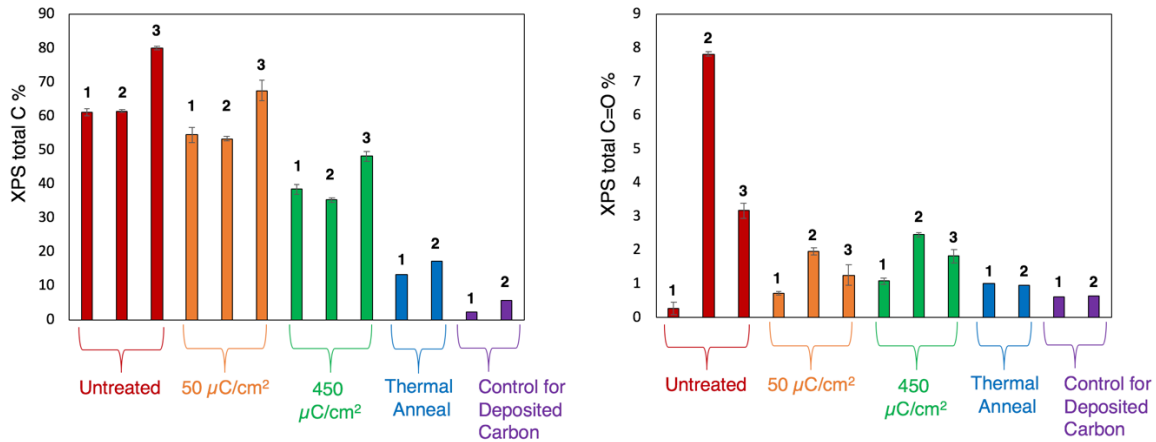 XPS total C %
90
80
70
60
50
40
30
20
10
0
1 2 3
1 2 3
1 2 3
1 2
1 2
Untreated
50 µC/cm²
450
µC/cm²
Thermal
Anneal
Control for
Deposited
Carbon
XPS total C=O %
9
8
7
6
5
4
3
2
1
0
1 2 3
1 2 3
1 2 3
1 2
1 2
Untreated
50 µC/cm²
450
µC/cm²
Thermal
Anneal
Control for
Deposited
Carbon